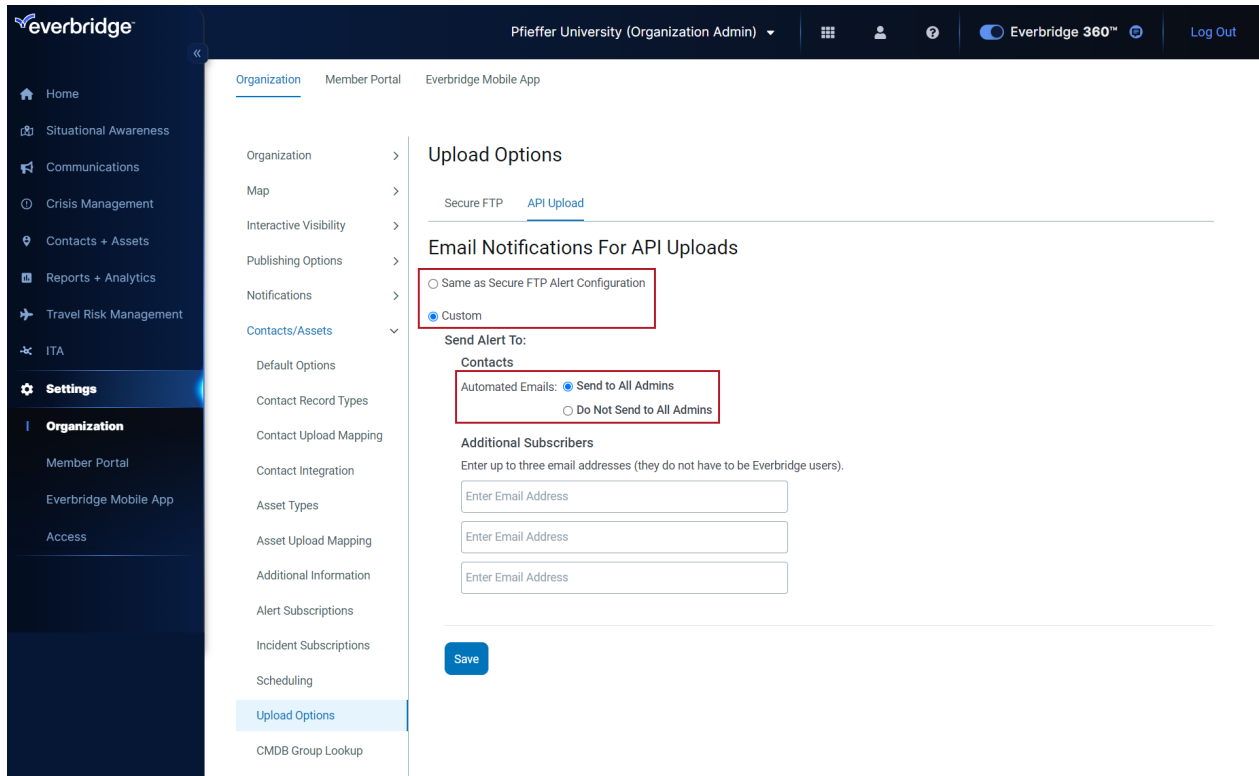 everbridge™
Pfieffer University (Organization Admin)
Everbridge 360™
Log Out
Home
Situational Awareness
Communications
Crisis Management
Contacts + Assets
Reports + Analytics
Travel Risk Management
ITA
Settings
Organization
Member Portal
Everbridge Mobile App
Access
Organization
Member Portal
Everbridge Mobile App
Organization
Map
Interactive Visibility
Publishing Options
Notifications
Contacts/Assets
Default Options
Contact Record Types
Contact Upload Mapping
Contact Integration
Asset Types
Asset Upload Mapping
Additional Information
Alert Subscriptions
Incident Subscriptions
Scheduling
Upload Options
CMDB Group Lookup
Upload Options
Secure FTP
API Upload
Email Notifications For API Uploads
Same as Secure FTP Alert Configuration
Custom
Send Alert To:
Contacts
Automated Emails: Send to All Admins
Do Not Send to All Admins
Additional Subscribers
Enter up to three email addresses (they do not have to be Everbridge users).
Enter Email Address
Enter Email Address
Enter Email Address
Save